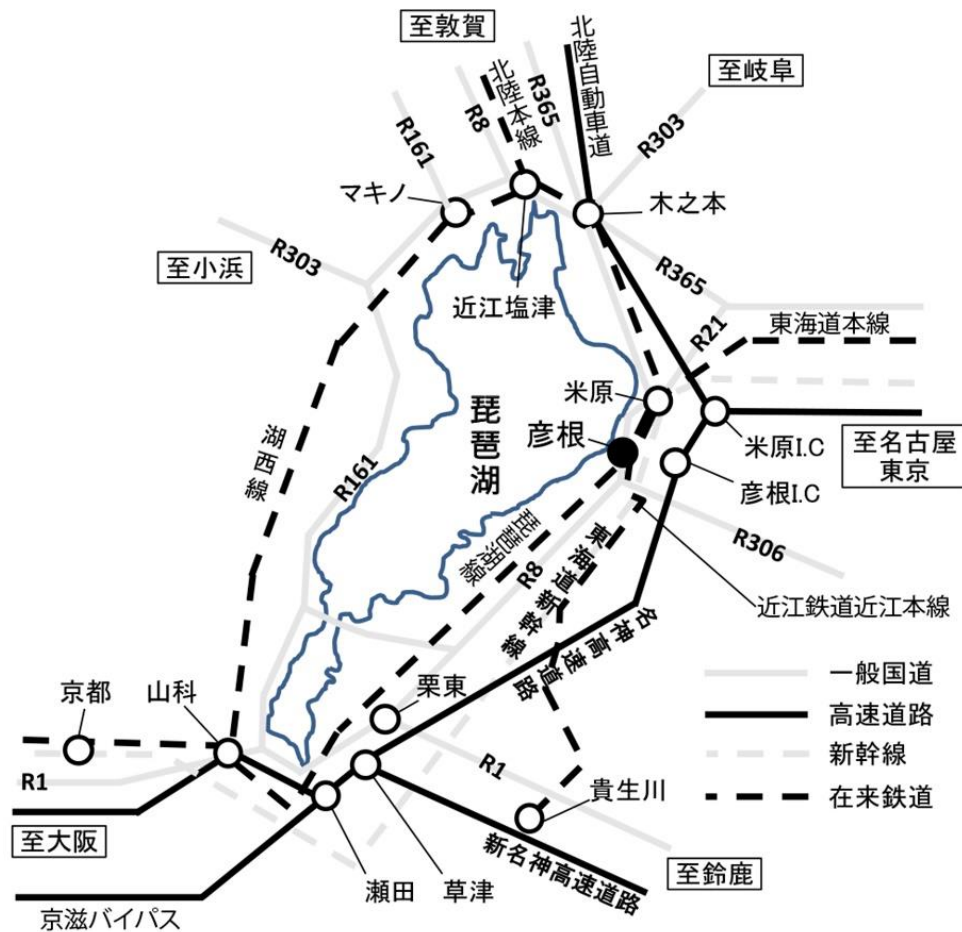 至敦賀
北陸自動車道
至岐阜
R161
R8
北陸本線
R365
R303
マキノ
木之本
R303
至小浜
近江塩津
R365
R21
東海道本線
米原
琵琶湖
彦根
米原I.C
至名古屋
東京
彦根I.C
湖西線
R161
琵琶湖線
R8
東海道新幹線
R306
近江鉄道近江本線
名神高速道路
一般国道
高速道路
新幹線
在来鉄道
京都
山科
栗東
R1
R1
貴生川
至大阪
新名神高速道路
至鈴鹿
瀬田
草津
京滋バイパス